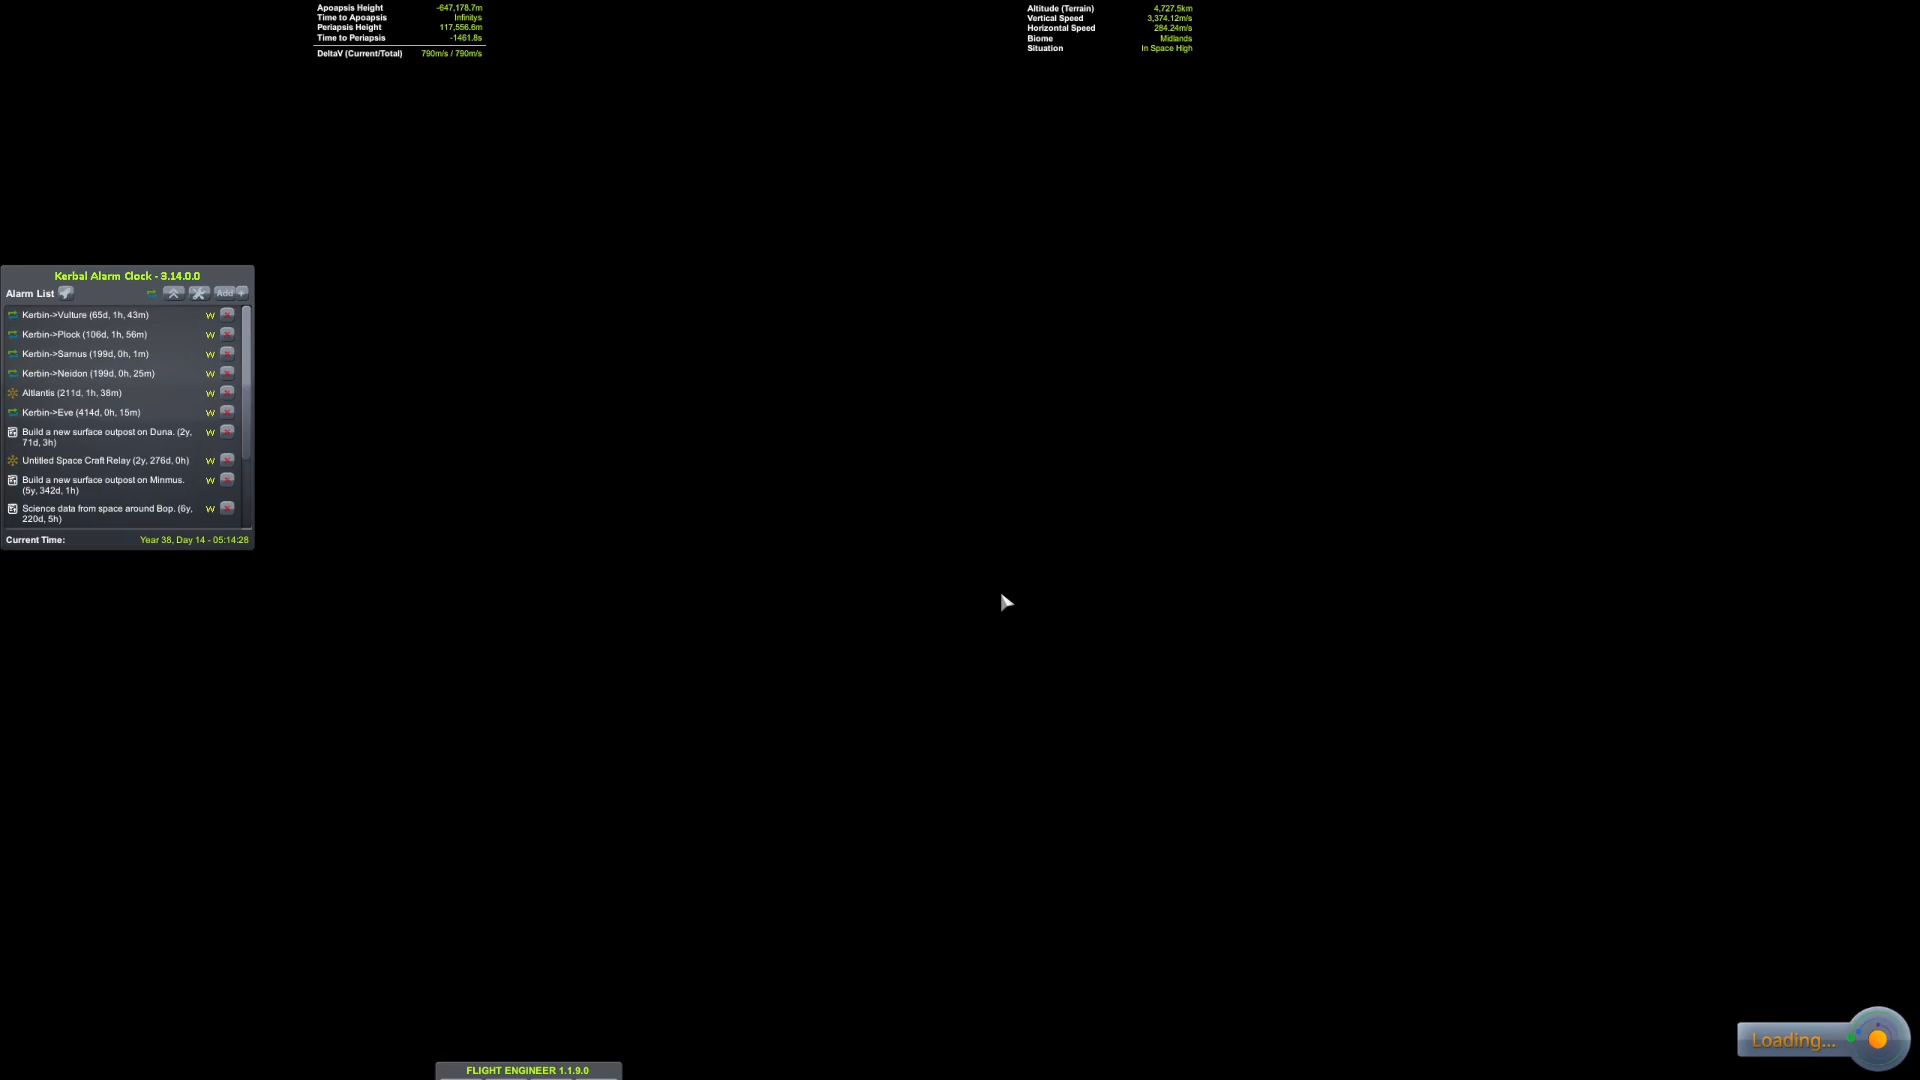 Apoapsis Height -647,178.7m
Time to Apoapsis Infinitys
Periapsis Height 117,556.6m
Time to Periapsis -1461.8s
DeltaV (Current/Total) 790m/s / 790m/s
Altitude (Terrain) 4,727.5km
Vertical Speed 3,374.12m/s
Horizontal Speed 284.24m/s
Biome Midlands
Situation In Space High
Kerbal Alarm Clock - 3.14.0.0
Alarm List Add +
Kerbin->Vulture (65d, 1h, 43m) W
Kerbin->Plock (106d, 1h, 56m) W
Kerbin->Sarnus (199d, 0h, 1m) W
Kerbin->Neidon (199d, 0h, 25m) W
Altlantis (211d, 1h, 38m) W
Kerbin->Eve (414d, 0h, 15m) W
Build a new surface outpost on Duna. (2y, W
71d, 3h)
Untitled Space Craft Relay (2y, 276d, 0h) W
Build a new surface outpost on Minmus. W
(5y, 342d, 1h)
Science data from space around Bop. (6y, W
220d, 5h)
Current Time: Year 38, Day 14 - 05:14:28
Loading...
FLIGHT ENGINEER 1.1.9.0